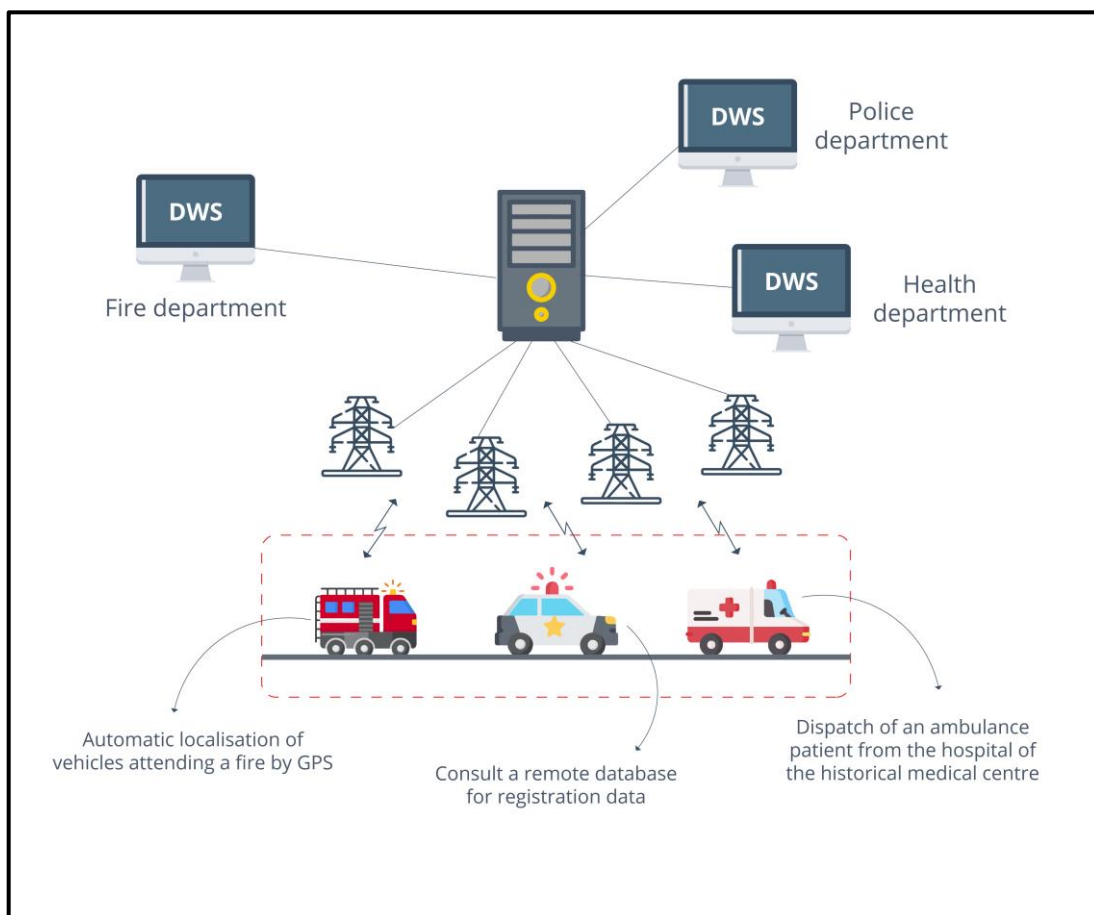 DWS
Police
department
DWS
Fire department
DWS
Health
department
Automatic localisation of
vehicles attending a fire by GPS
Consult a remote database
for registration data
Dispatch of an ambulance
patient from the hospital of
the historical medical centre